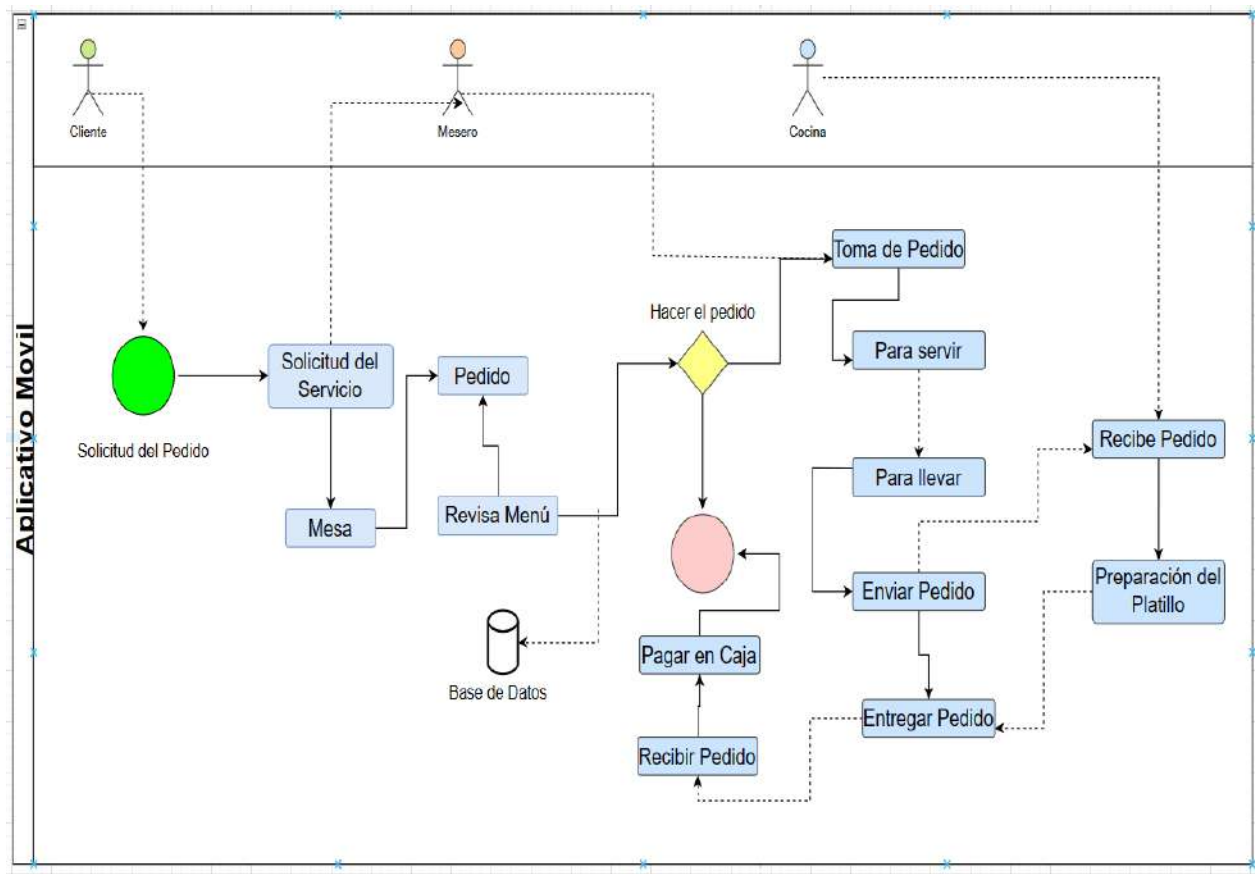 Cliente
Mesero
Cocina
Aplicativo Movil
Toma de Pedido
Hacer el pedido
Para servir
Solicitud del
Servicio
Pedido
Solicitud del Pedido
Recibe Pedido
Para llevar
Mesa
Revisa Menú
Enviar Pedido
Preparación del
Platillo
Pagar en Caja
Base de Datos
Entregar Pedido
Recibir Pedido